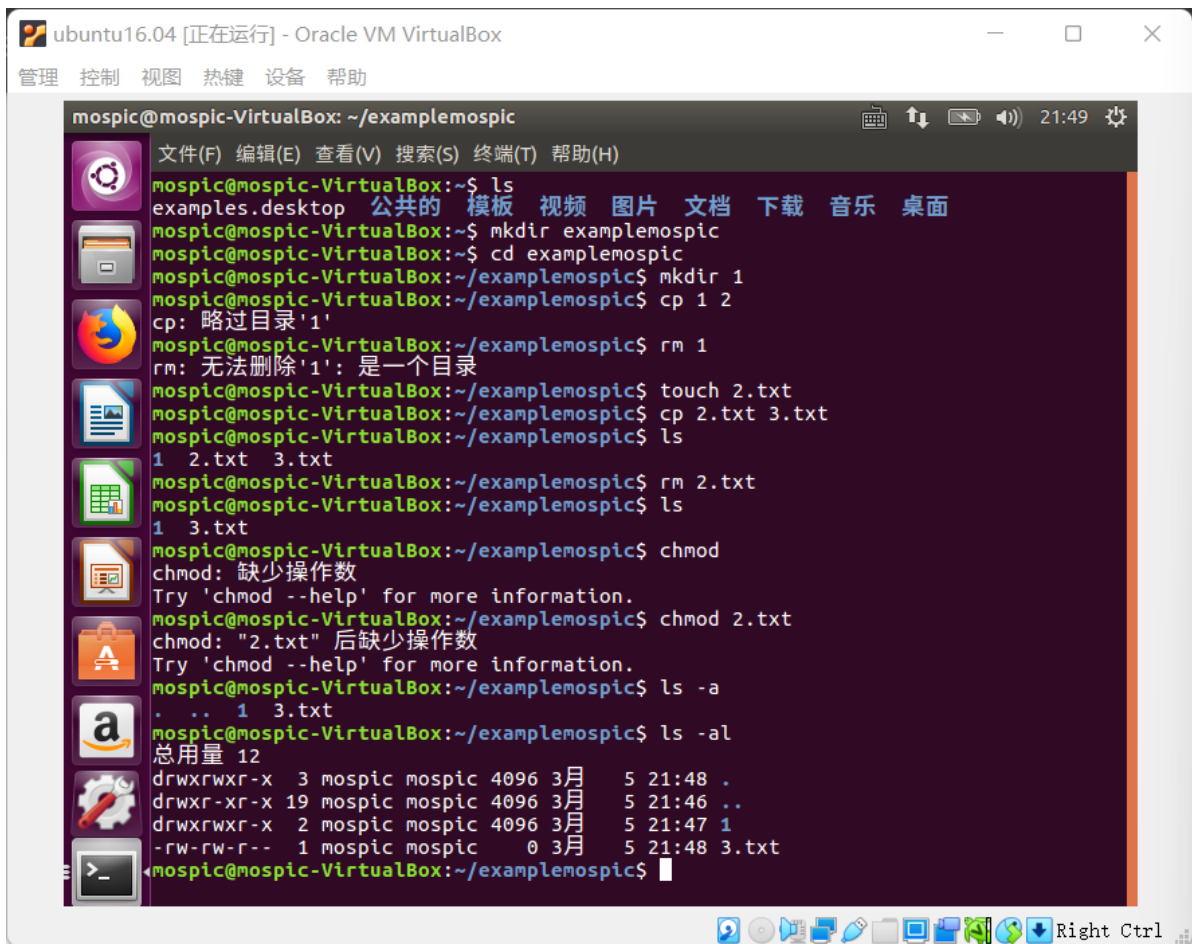 ubuntu16.04 [正在运行] - Oracle VM VirtualBox
管理 控制 视图 热键 设备 帮助
mospic@mospic-VirtualBox: ~/examplemospic 21:49
文件(F) 编辑(E) 查看(V) 搜索(S) 终端(T) 帮助(H)
mospic@mospic-VirtualBox:~$ ls
examples.desktop 公共的 模板 视频 图片 文档 下载 音乐 桌面
mospic@mospic-VirtualBox:~$ mkdir examplemospic
mospic@mospic-VirtualBox:~$ cd examplemospic
mospic@mospic-VirtualBox:~/examplemospic$ mkdir 1
mospic@mospic-VirtualBox:~/examplemospic$ cp 1 2
cp: 略过目录'1'
mospic@mospic-VirtualBox:~/examplemospic$ rm 1
rm: 无法删除'1': 是一个目录
mospic@mospic-VirtualBox:~/examplemospic$ touch 2.txt
mospic@mospic-VirtualBox:~/examplemospic$ cp 2.txt 3.txt
mospic@mospic-VirtualBox:~/examplemospic$ ls
1 2.txt 3.txt
mospic@mospic-VirtualBox:~/examplemospic$ rm 2.txt
mospic@mospic-VirtualBox:~/examplemospic$ ls
1 3.txt
mospic@mospic-VirtualBox:~/examplemospic$ chmod
chmod: 缺少操作数
Try 'chmod --help' for more information.
mospic@mospic-VirtualBox:~/examplemospic$ chmod 2.txt
chmod: "2.txt" 后缺少操作数
Try 'chmod --help' for more information.
mospic@mospic-VirtualBox:~/examplemospic$ ls -a
. .. 1 3.txt
mospic@mospic-VirtualBox:~/examplemospic$ ls -al
总用量 12
drwxrwxr-x 3 mospic mospic 4096 3月 5 21:48 .
drwxr-xr-x 19 mospic mospic 4096 3月 5 21:46 ..
drwxrwxr-x 2 mospic mospic 4096 3月 5 21:47 1
-rw-rw-r-- 1 mospic mospic 0 3月 5 21:48 3.txt
mospic@mospic-VirtualBox:~/examplemospic$
Right Ctrl